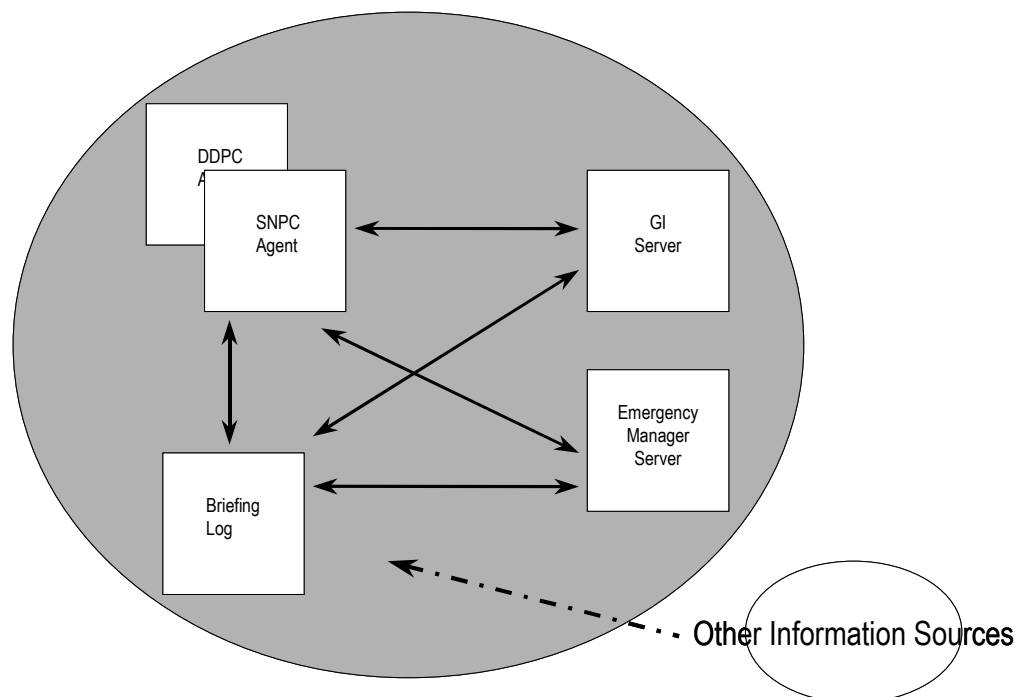 DDPC
SNPC
Agent
GI
Server
Emergency
Manager
Server
Briefing
Log
Other Information Sources